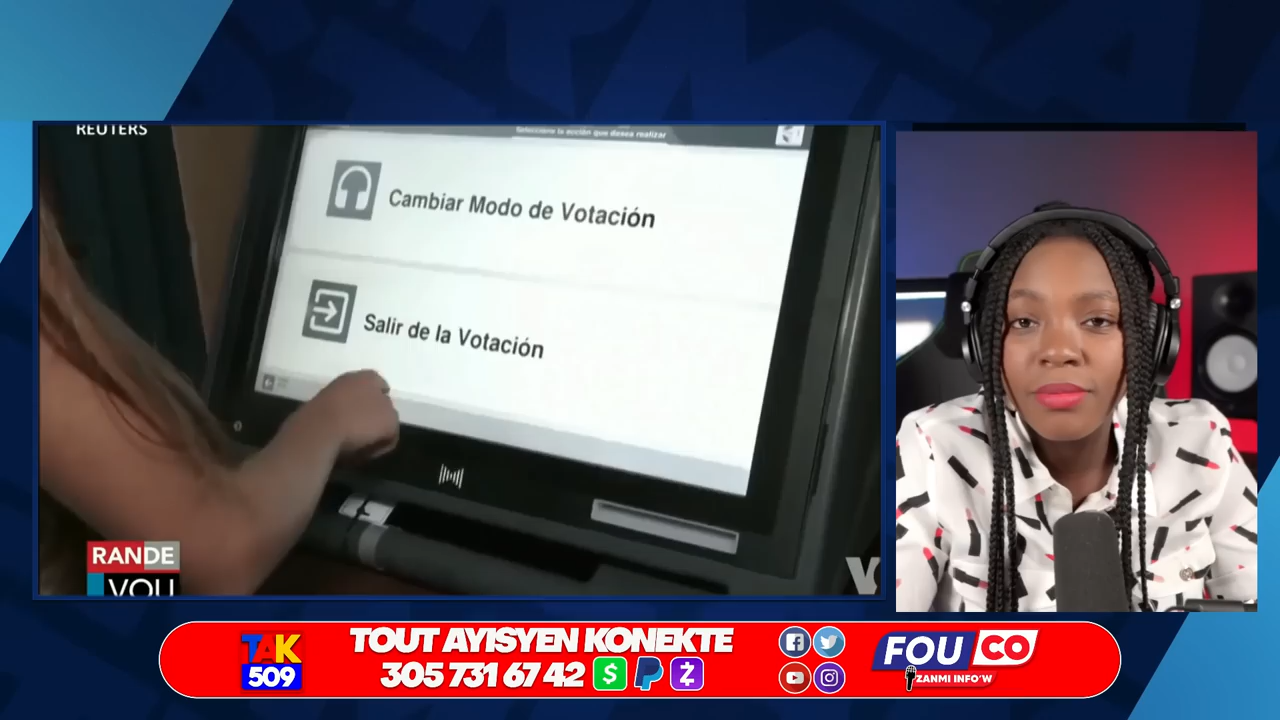 REUTERS
Seleccione la acción que desea realizar
Cambiar Modo de Votación
Salir de la Votación
RANDE
VOU
TAK
509
TOUT AYISYEN KONEKTE
305 731 67 42
FOU CO
ZANMI INFO'W